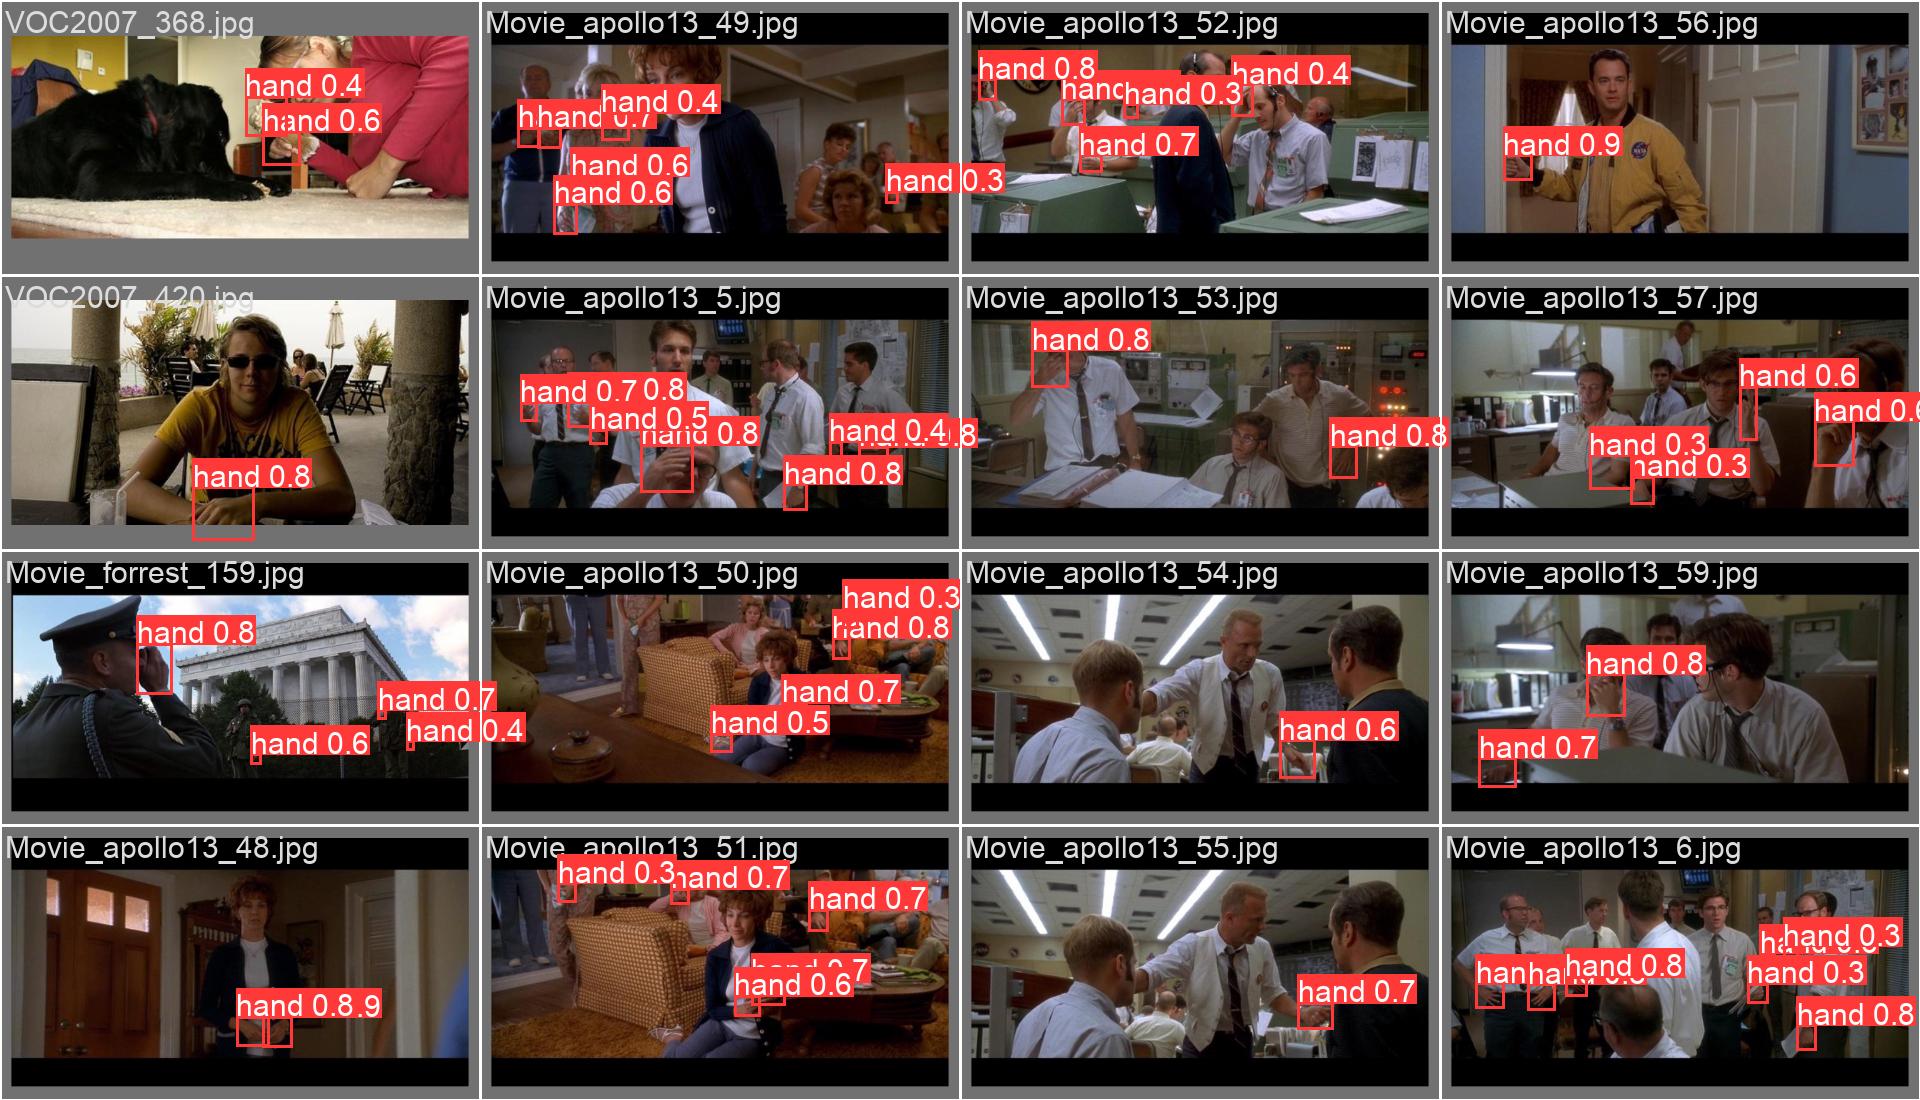 VOC2007_368.jpg
hand 0.4
hand 0.6
Movie_apollo13_49.jpg
hand 0.4
hand 0.7
hand 0.6
hand 0.6
hand 0.3
Movie_apollo13_52.jpg
hand 0.8
hand
hand 0.3
hand 0.4
hand 0.7
Movie_apollo13_56.jpg
hand 0.9
VOC2007_420.jpg
hand 0.8
Movie_apollo13_5.jpg
hand 0.7 0.8
hand 0.5
hand 0.8
hand 0.4
0.8
hand 0.8
Movie_apollo13_53.jpg
hand 0.8
hand 0.8
Movie_apollo13_57.jpg
hand 0.6
hand 0.6
hand 0.3
hand 0.3
Movie_forrest_159.jpg
hand 0.8
hand 0.7
hand 0.4
hand 0.6
Movie_apollo13_50.jpg
hand 0.3
hand 0.8
hand 0.7
hand 0.5
Movie_apollo13_54.jpg
hand 0.6
Movie_apollo13_59.jpg
hand 0.8
hand 0.7
Movie_apollo13_48.jpg
hand 0.8.9
Movie_apollo13_51.jpg
hand 0.3
hand 0.7
hand 0.7
hand 0.7
hand 0.6
Movie_apollo13_55.jpg
hand 0.7
Movie_apollo13_6.jpg
hand 0.3
hand 0.8
hand 0.3
hand 0.8